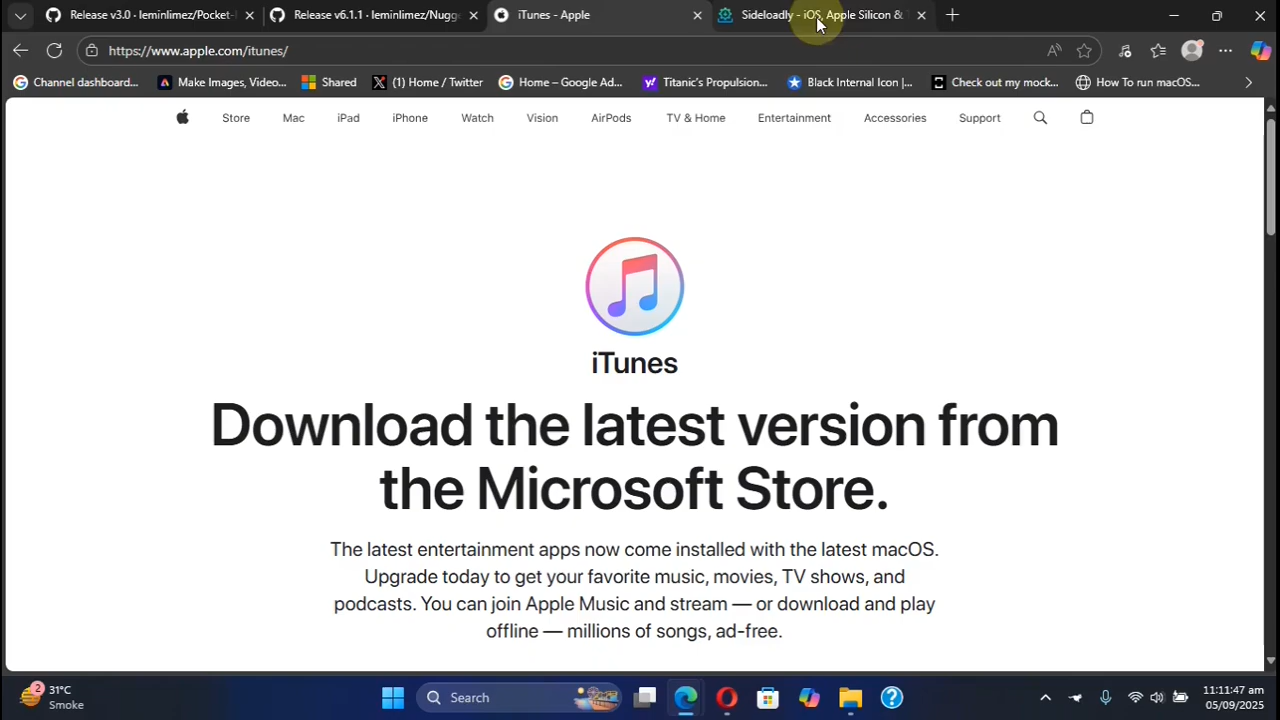 Release v3.0 · leminlimez/Pocket-
Release v6.1.1 · leminlimez/Nugg
iTunes - Apple
Sideloadly - iOS, Apple Silicon &
https://www.apple.com/itunes/
Channel dashboard...
Make Images, Video...
Shared
(1) Home / Twitter
Home – Google Ad...
Titanic's Propulsion...
Black Internal Icon |...
Check out my mock...
How To run macOS...
Store
Mac
iPad
iPhone
Watch
Vision
AirPods
TV & Home
Entertainment
Accessories
Support
iTunes
Download the latest version from
the Microsoft Store.
The latest entertainment apps now come installed with the latest macOS.
Upgrade today to get your favorite music, movies, TV shows, and
podcasts. You can join Apple Music and stream — or download and play
offline — millions of songs, ad-free.
2
31°C
Smoke
Search
11:11:47 am
05/09/2025